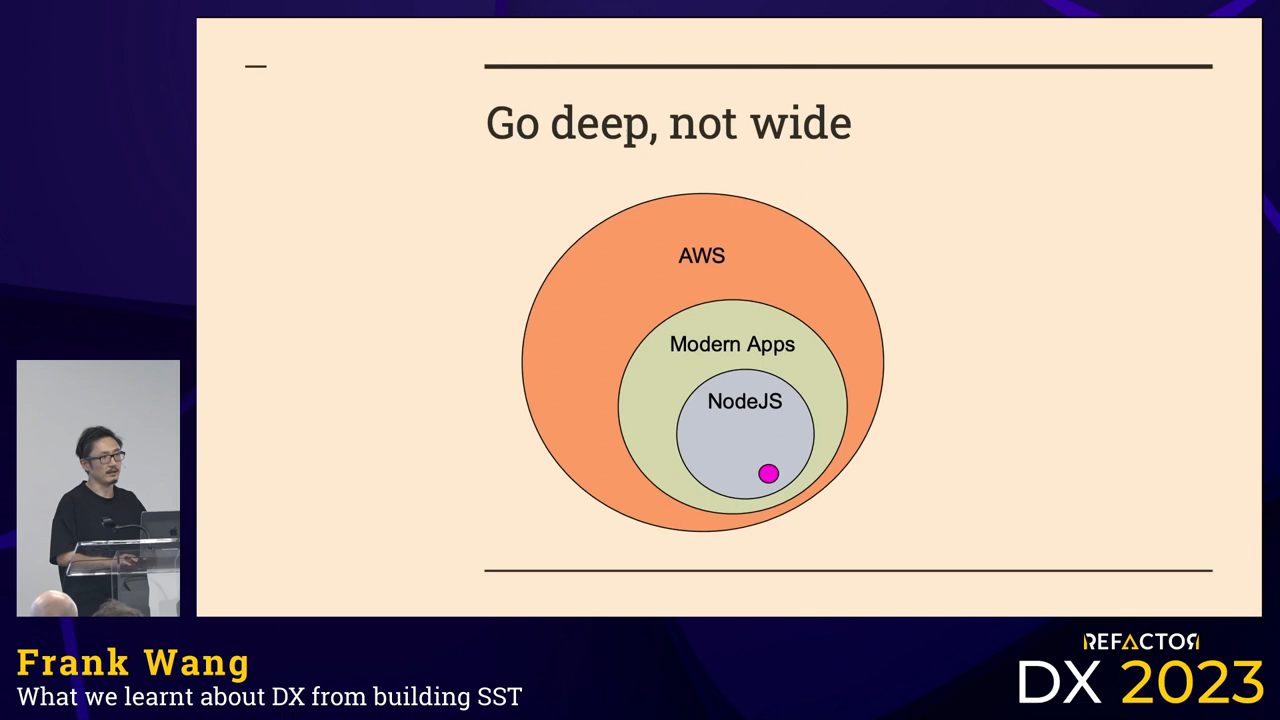 Go deep, not wide
AWS
Modern Apps
NodeJS
Frank Wang
What we learnt about DX from building SST
REFACTOR
DX 2023